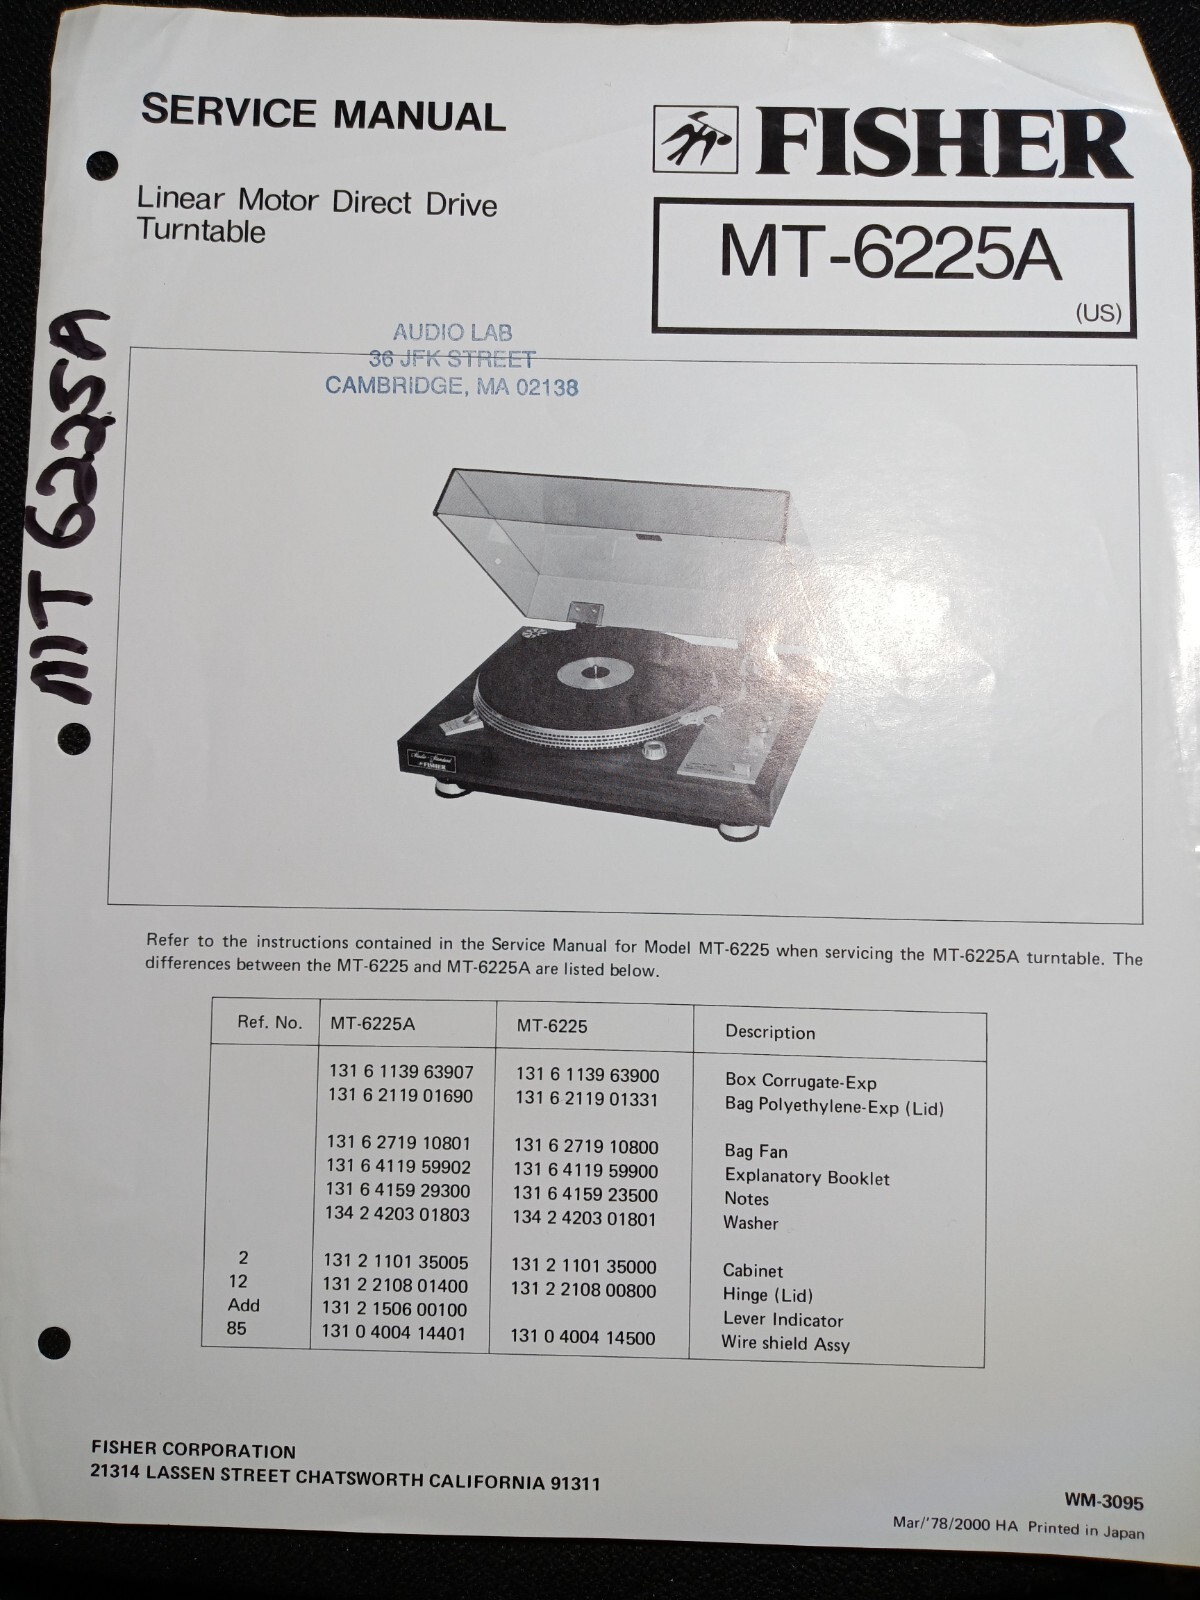 SERVICE MANUAL
FISHER
Linear Motor Direct Drive
Turntable
MT-6225A
(US)
MT 6225A
AUDIO LAB
36 JFK STREET
CAMBRIDGE, MA 02138
Studio-Standard
by FISHER
Refer to the instructions contained in the Service Manual for Model MT-6225 when servicing the MT-6225A turntable. The
differences between the MT-6225 and MT-6225A are listed below.
Ref. No. MT-6225A MT-6225 Description
131 6 1139 63907 131 6 1139 63900 Box Corrugate-Exp
131 6 2119 01690 131 6 2119 01331 Bag Polyethylene-Exp (Lid)
131 6 2719 10801 131 6 2719 10800 Bag Fan
131 6 4119 59902 131 6 4119 59900 Explanatory Booklet
131 6 4159 29300 131 6 4159 23500 Notes
134 2 4203 01803 134 2 4203 01801 Washer
2 131 2 1101 35005 131 2 1101 35000 Cabinet
12 131 2 2108 01400 131 2 2108 00800 Hinge (Lid)
Add 131 2 1506 00100 Lever Indicator
85 131 0 4004 14401 131 0 4004 14500 Wire shield Assy
FISHER CORPORATION
21314 LASSEN STREET CHATSWORTH CALIFORNIA 91311
WM-3095
Mar/'78/2000 HA Printed in Japan